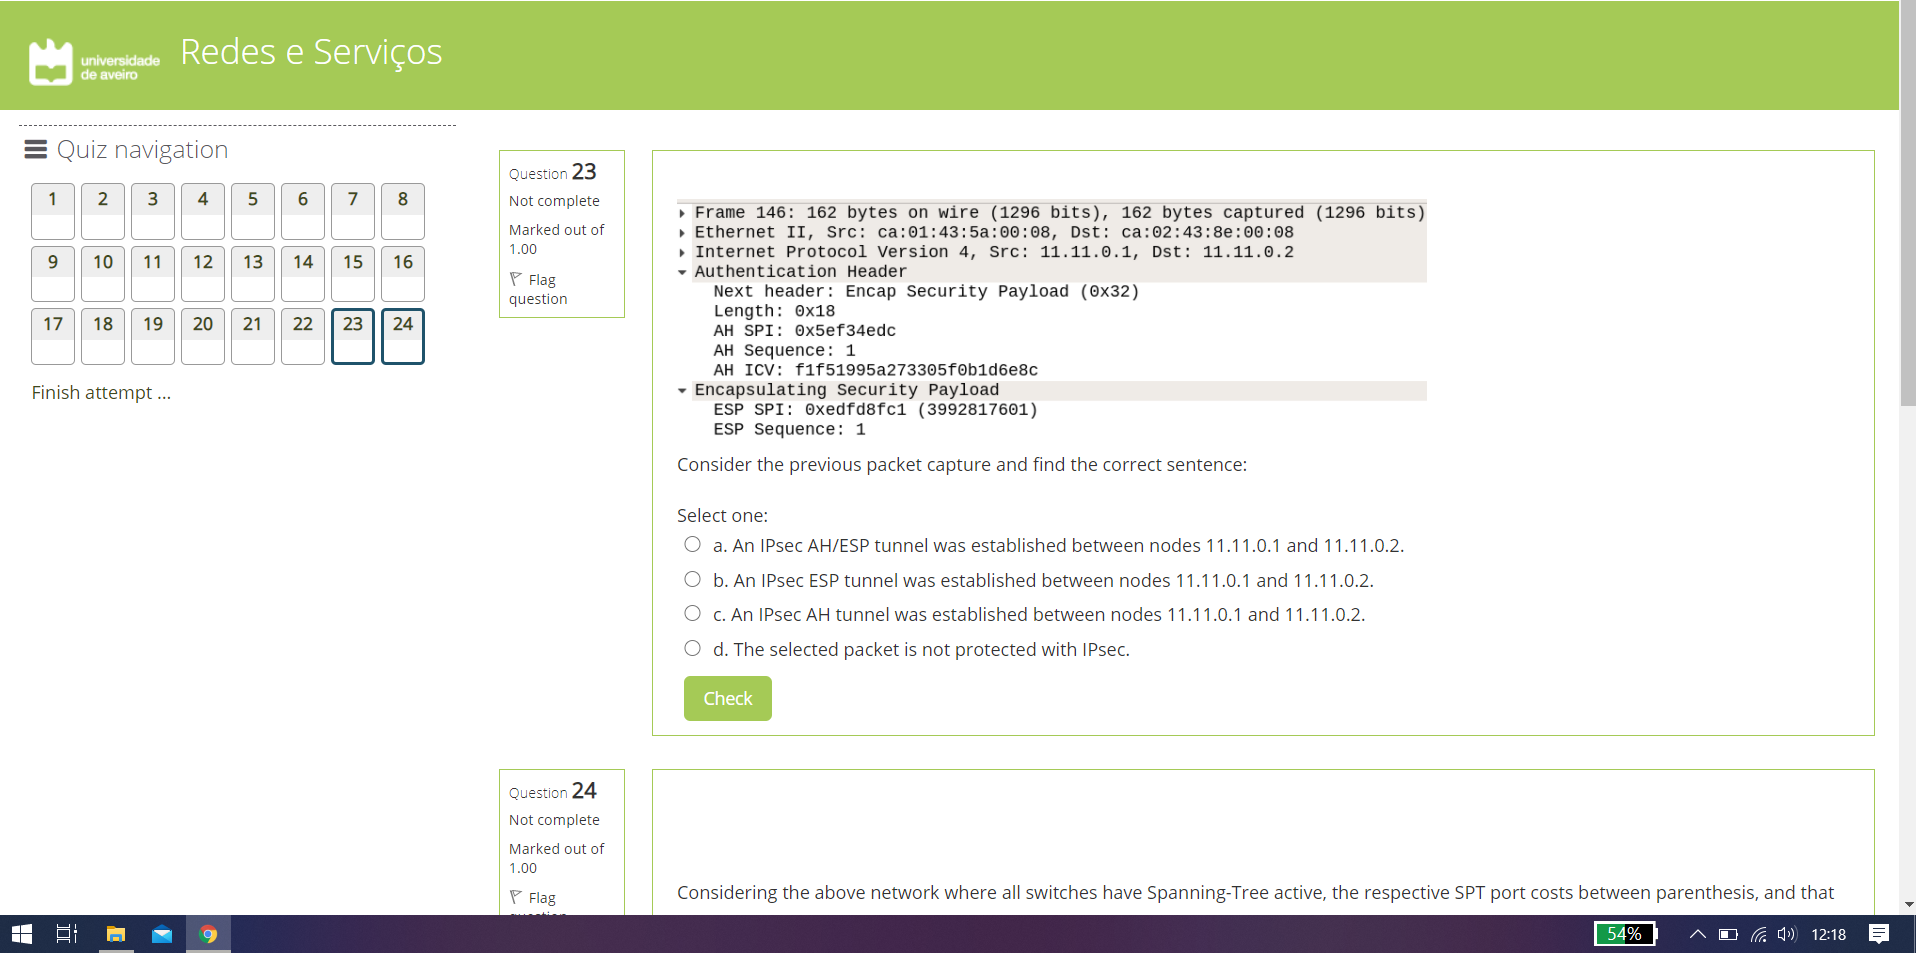 universidade
de aveiro
Redes e Serviços
Quiz navigation
1 2 3 4 5 6 7 8
9 10 11 12 13 14 15 16
17 18 19 20 21 22 23 24
Finish attempt ...
Question 23
Not complete
Marked out of
1.00
Flag
question
Frame 146: 162 bytes on wire (1296 bits), 162 bytes captured (1296 bits)
Ethernet II, Src: ca:01:43:5a:00:08, Dst: ca:02:43:8e:00:08
Internet Protocol Version 4, Src: 11.11.0.1, Dst: 11.11.0.2
Authentication Header
Next header: Encap Security Payload (0x32)
Length: 0x18
AH SPI: 0x5ef34edc
AH Sequence: 1
AH ICV: f1f51995a273305f0b1d6e8c
Encapsulating Security Payload
ESP SPI: 0xedfd8fc1 (3992817601)
ESP Sequence: 1
Consider the previous packet capture and find the correct sentence:
Select one:
a. An IPsec AH/ESP tunnel was established between nodes 11.11.0.1 and 11.11.0.2.
b. An IPsec ESP tunnel was established between nodes 11.11.0.1 and 11.11.0.2.
c. An IPsec AH tunnel was established between nodes 11.11.0.1 and 11.11.0.2.
d. The selected packet is not protected with IPsec.
Check
Question 24
Not complete
Marked out of
1.00
Flag
question
Considering the above network where all switches have Spanning-Tree active, the respective SPT port costs between parenthesis, and that
54%
12:18